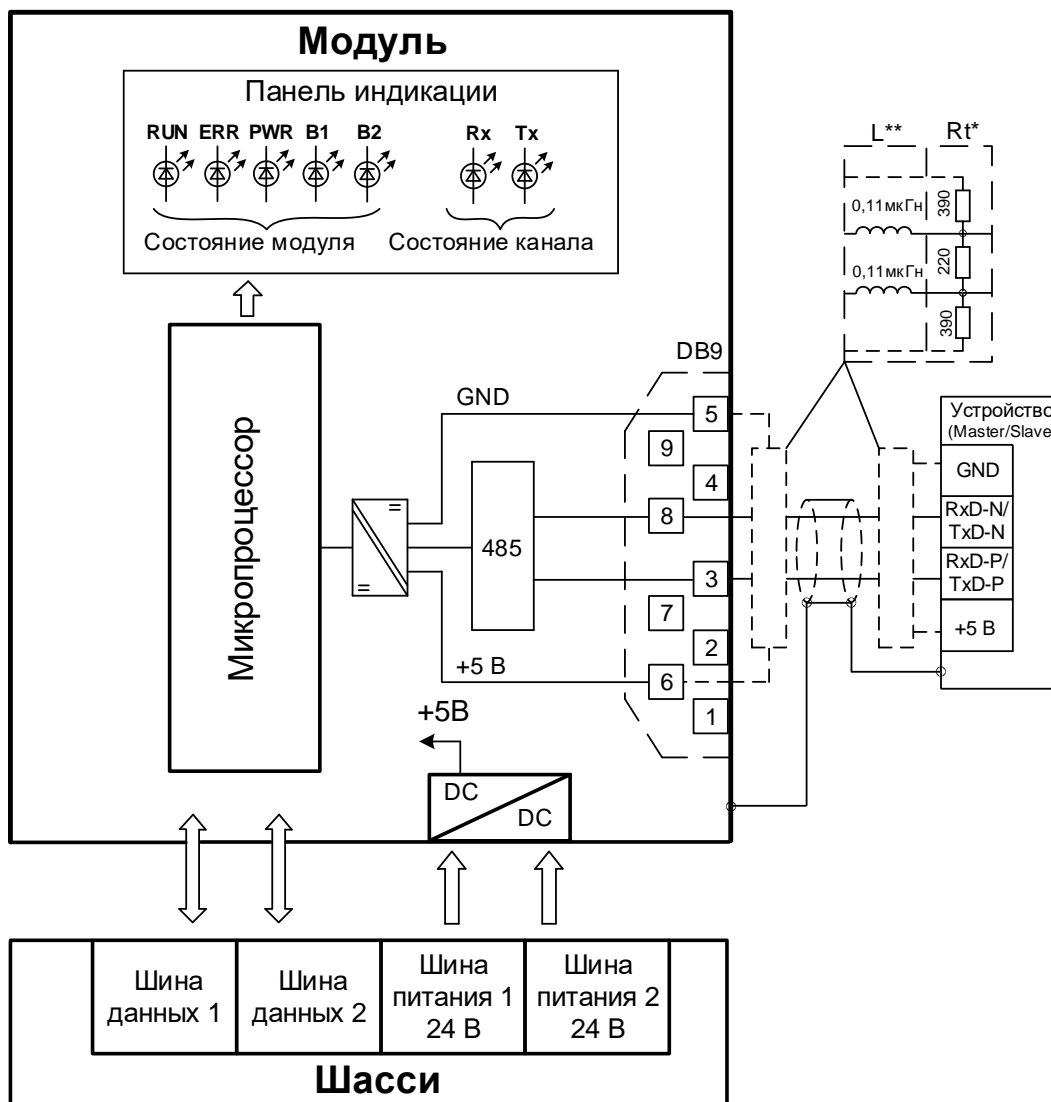 Модуль
Панель индикации
RUN ERR PWR B1 B2 Rx Tx
Состояние модуля Состояние канала
L** Rt*
0,11мкГн
390
220
0,11мкГн
390
DB9
GND
5
9
4
8
3
7
2
6
1
Микропроцессор
=
=
485
+5 В
+5В
DC
DC
Устройство
(Master/Slave
GND
RxD-N/
TxD-N
RxD-P/
TxD-P
+5 В
Шина
данных 1
Шина
данных 2
Шина
питания 1
24 В
Шина
питания 2
24 В
Шасси